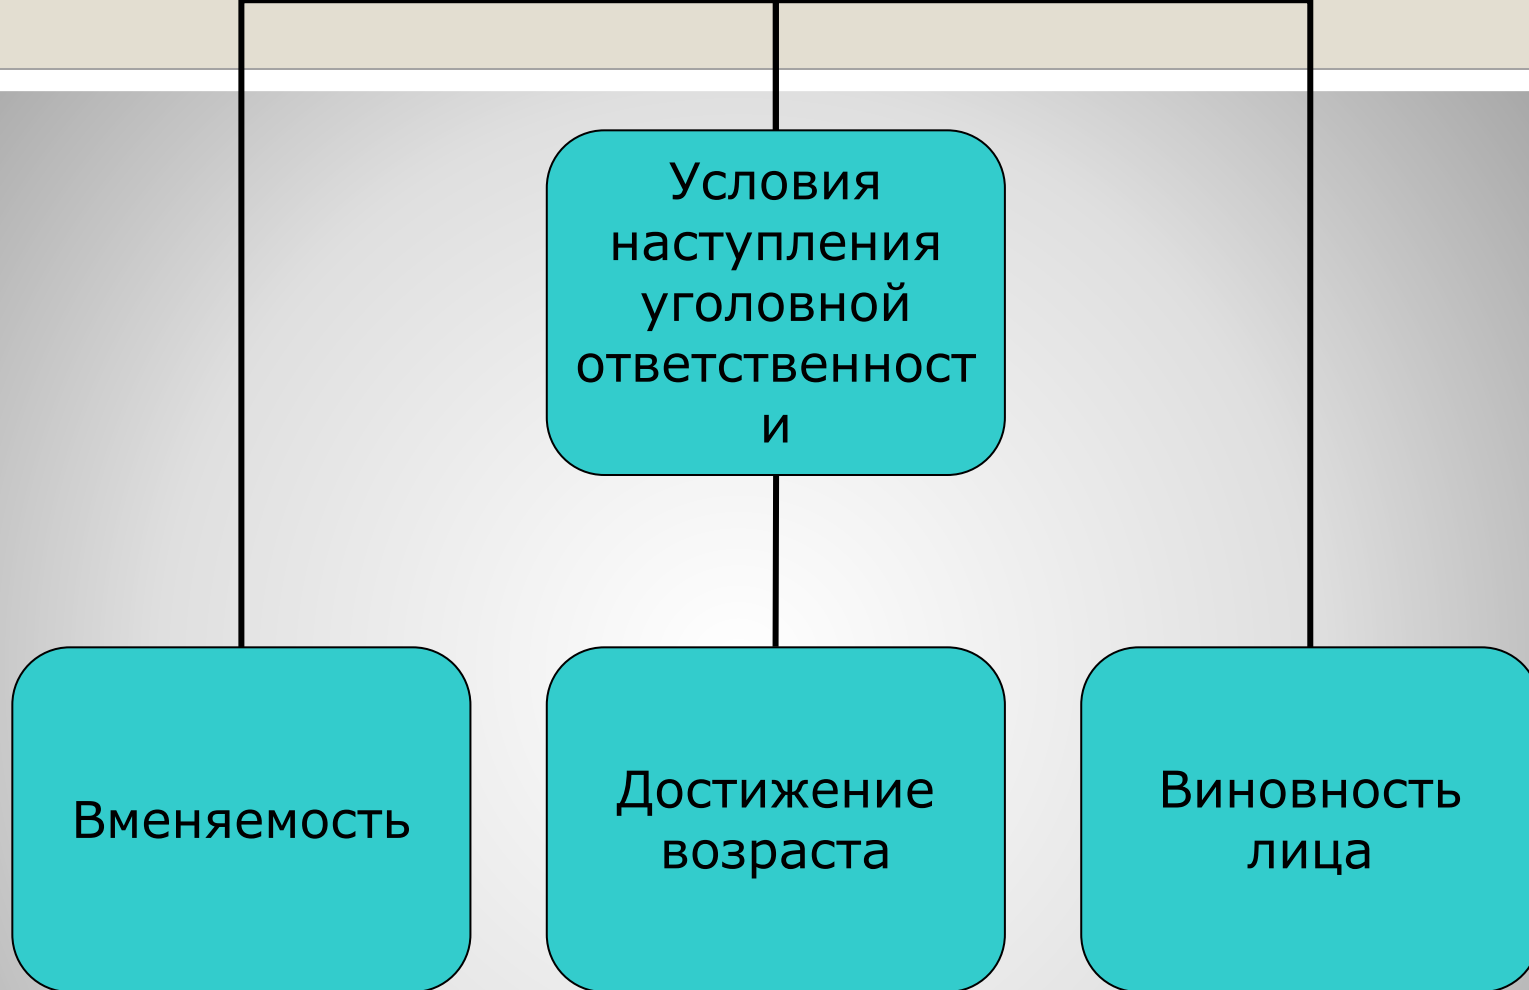 Условия
наступления
уголовной
ответственност
и
Вменяемость
Достижение
возраста
Виновность
лица